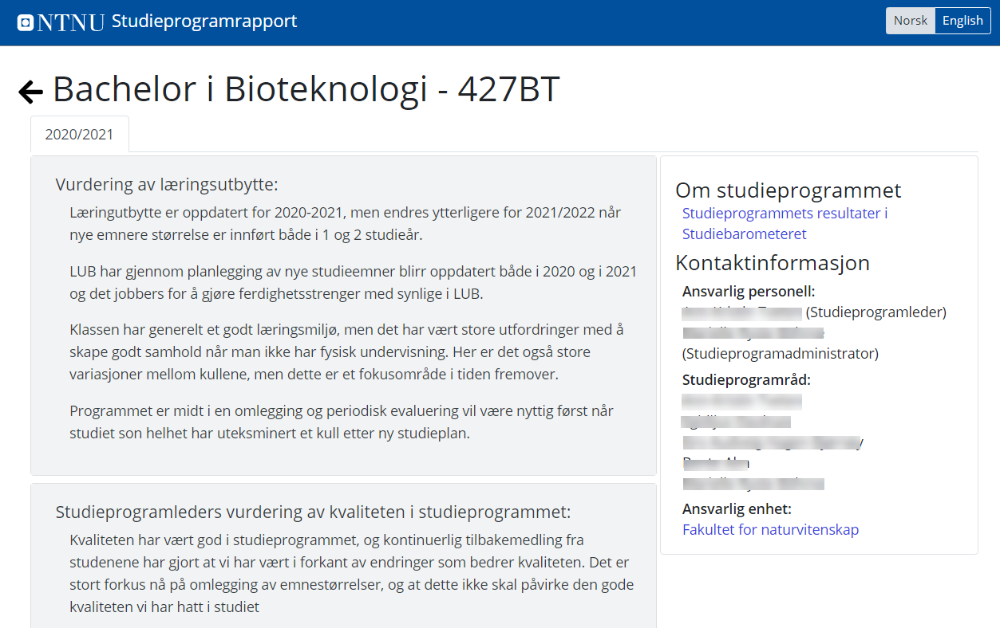 NTNU Studieprogramrapport
Norsk English
Bachelor i Bioteknologi - 427BT
2020/2021
Vurdering av læringsutbytte:
Læringutbytte er oppdatert for 2020-2021, men endres ytterligere for 2021/2022 når
nye emnere størrelse er innført både i 1 og 2 studieår.
LUB har gjennom planlegging av nye studieemner blirr oppdatert både i 2020 og i 2021
og det jobbers for å gjøre ferdighetsstrenger med synlige i LUB.
Klassen har generelt et godt læringsmiljø, men det har vært store utfordringer med å
skape godt samhold når man ikke har fysisk undervisning. Her er det også store
variasjoner mellom kullene, men dette er et fokusområde i tiden fremover.
Programmet er midt i en omlegging og periodisk evaluering vil være nyttig først når
studiet son helhet har uteksminert et kull etter ny studieplan.
Studieprogramleders vurdering av kvaliteten i studieprogrammet:
Kvaliteten har vært god i studieprogrammet, og kontinuerlig tilbakemedling fra
studenene har gjort at vi har vært i forkant av endringer som bedrer kvaliteten. Det er
stort forkus nå på omlegging av emnestørrelser, og at dette ikke skal påvirke den gode
kvaliteten vi har hatt i studiet
Om studieprogrammet
Studieprogrammets resultater i
Studiebarometeret
Kontaktinformasjon
Ansvarlig personell:
(Studieprogramleder)
(Studieprogramadministrator)
Studieprogramråd:
Ansvarlig enhet:
Fakultet for naturvitenskap